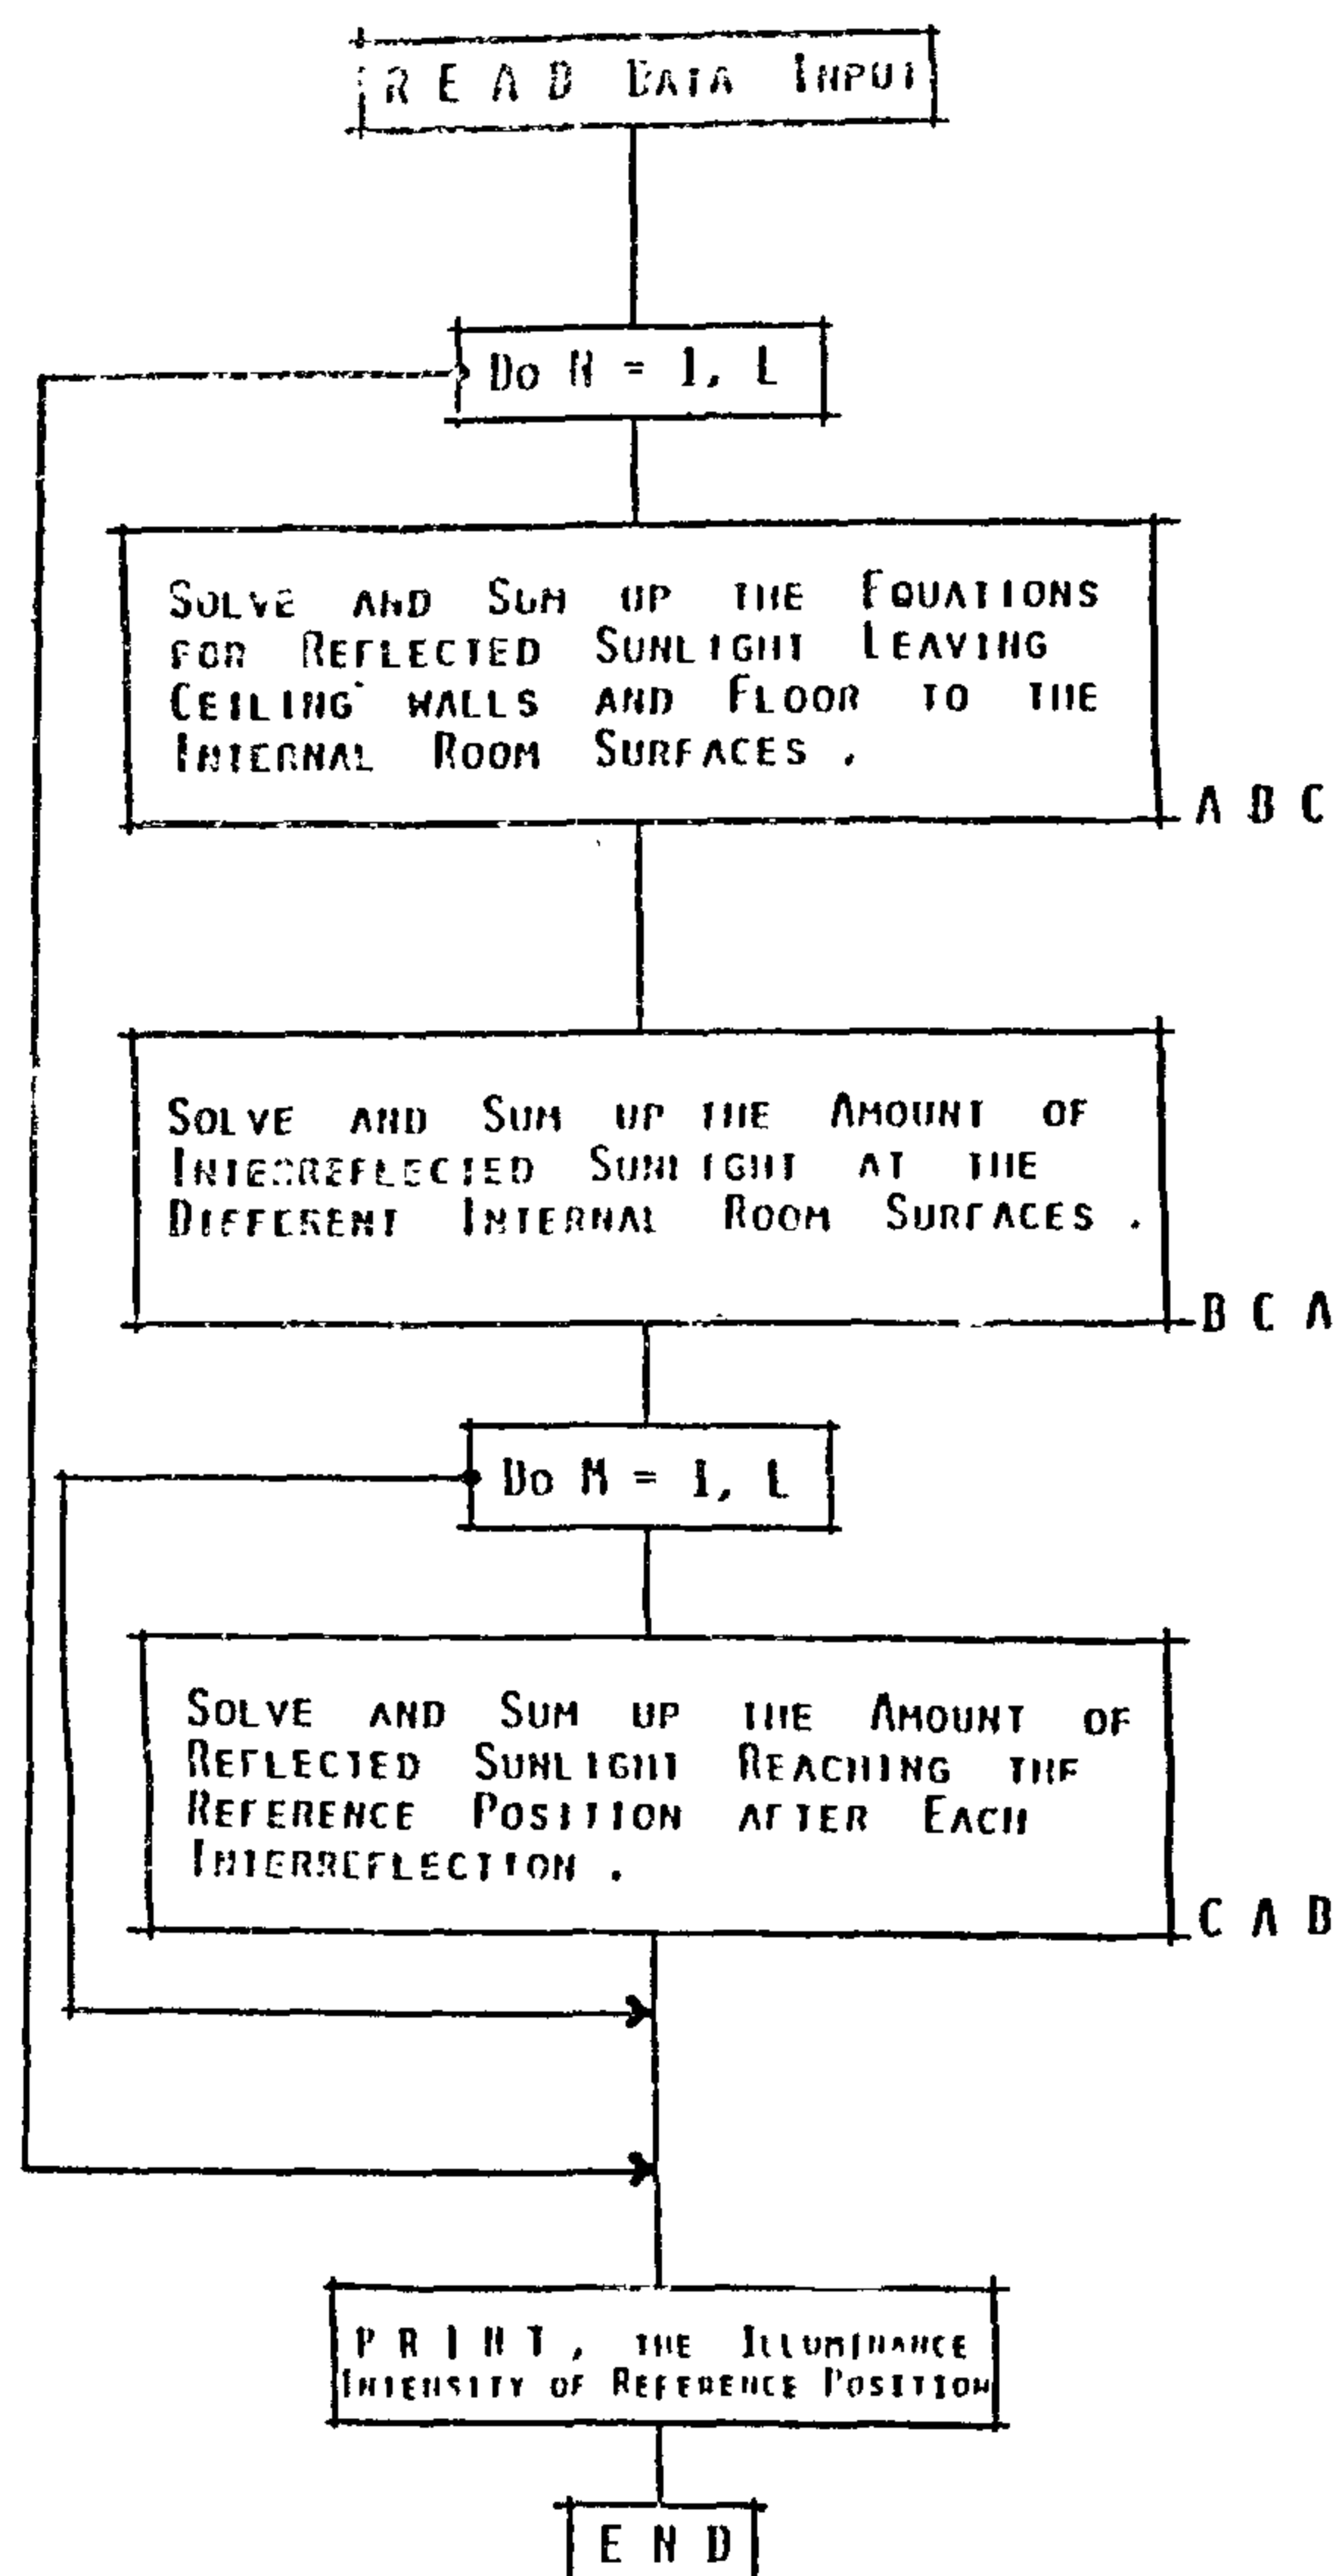 READ DATA INPUT
Do N = 1, L
SOLVE AND SUM UP THE EQUATIONS
FOR REFLECTED SUNLIGHT LEAVING
CEILING WALLS AND FLOOR TO THE
INTERNAL ROOM SURFACES .
A B C
SOLVE AND SUM UP THE AMOUNT OF
INTERREFLECTED SUNLIGHT AT THE
DIFFERENT INTERNAL ROOM SURFACES .
B C A
Do M = 1, L
SOLVE AND SUM UP THE AMOUNT OF
REFLECTED SUNLIGHT REACHING THE
REFERENCE POSITION AFTER EACH
INTERREFLECTION .
C A B
PRINT, THE ILLUMINANCE
INTENSITY OF REFERENCE POSITION
END